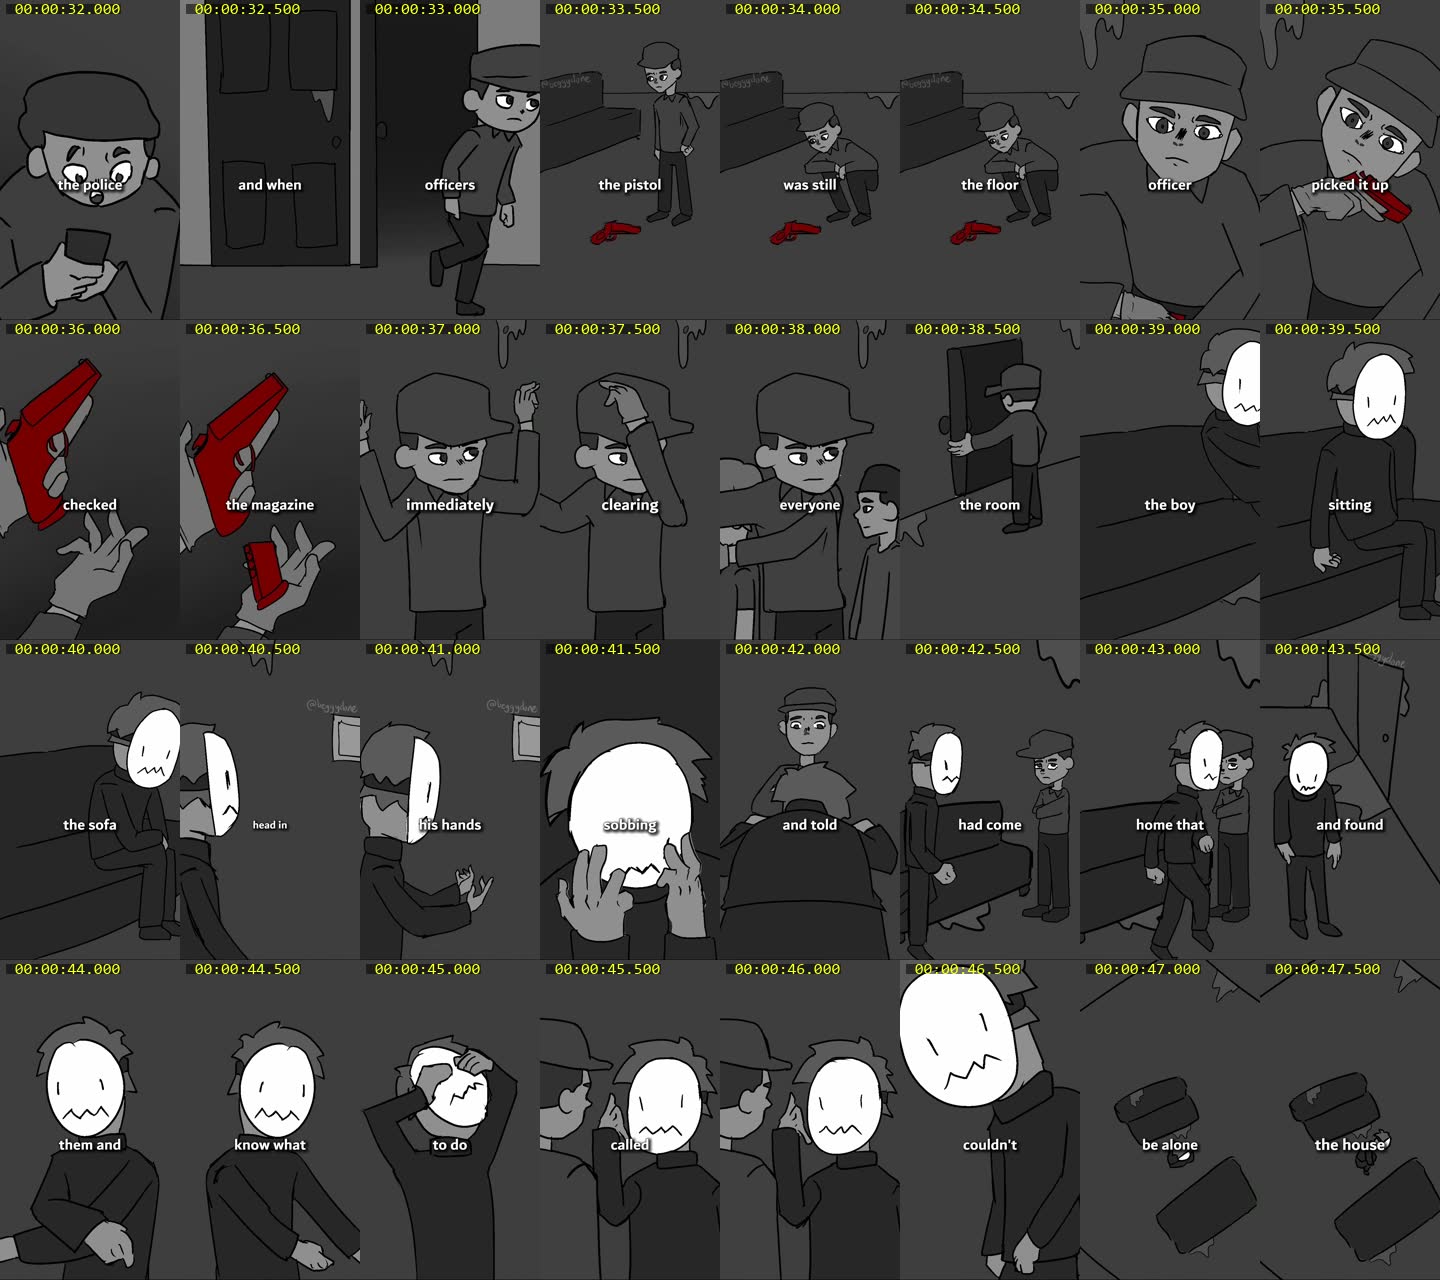 00:00:32.000
00:00:32.500
00:00:33.000
00:00:33.500
00:00:34.000
00:00:34.500
00:00:35.000
00:00:35.500
@beggydone
@beggydone
@beggydone
the police
and when
officers
the pistol
was still
the floor
officer
picked it up
00:00:36.000
00:00:36.500
00:00:37.000
00:00:37.500
00:00:38.000
00:00:38.500
00:00:39.000
00:00:39.500
checked
the magazine
immediately
clearing
everyone
the room
the boy
sitting
00:00:40.000
00:00:40.500
00:00:41.000
00:00:41.500
00:00:42.000
00:00:42.500
00:00:43.000
00:00:43.500
@beggydone
@beggydone
the sofa
head in
his hands
sobbing
and told
had come
home that
and found
00:00:44.000
00:00:44.500
00:00:45.000
00:00:45.500
00:00:46.000
00:00:46.500
00:00:47.000
00:00:47.500
them and
know what
to do
called
couldn't
be alone
the house